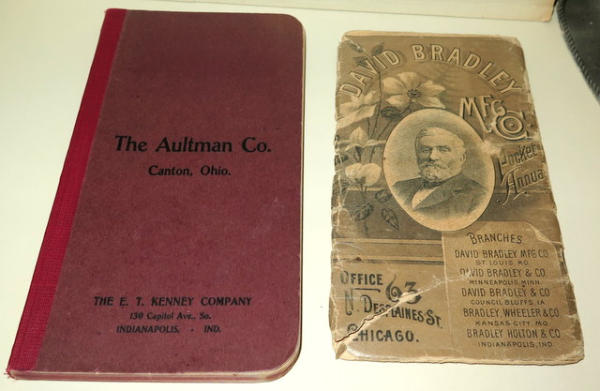 The Aultman Co.
Canton, Ohio.
THE E. T. KENNEY COMPANY
130 Capitol Ave., So.
INDIANAPOLIS, - IND.
DAVID BRADLEY
MFG Co
Pocket
Annual
OFFICE 63
N. DESPLAINES ST.
CHICAGO.
BRANCHES
DAVID BRADLEY MFG CO
ST. LOUIS MO.
DAVID BRADLEY & CO
MINNEAPOLIS MINN.
DAVID BRADLEY & CO
COUNCIL BLUFFS IA
BRADLEY, WHEELER & CO
KANSAS CITY MO.
BRADLEY HOLTON & CO
INDIANAPOLIS, IND.